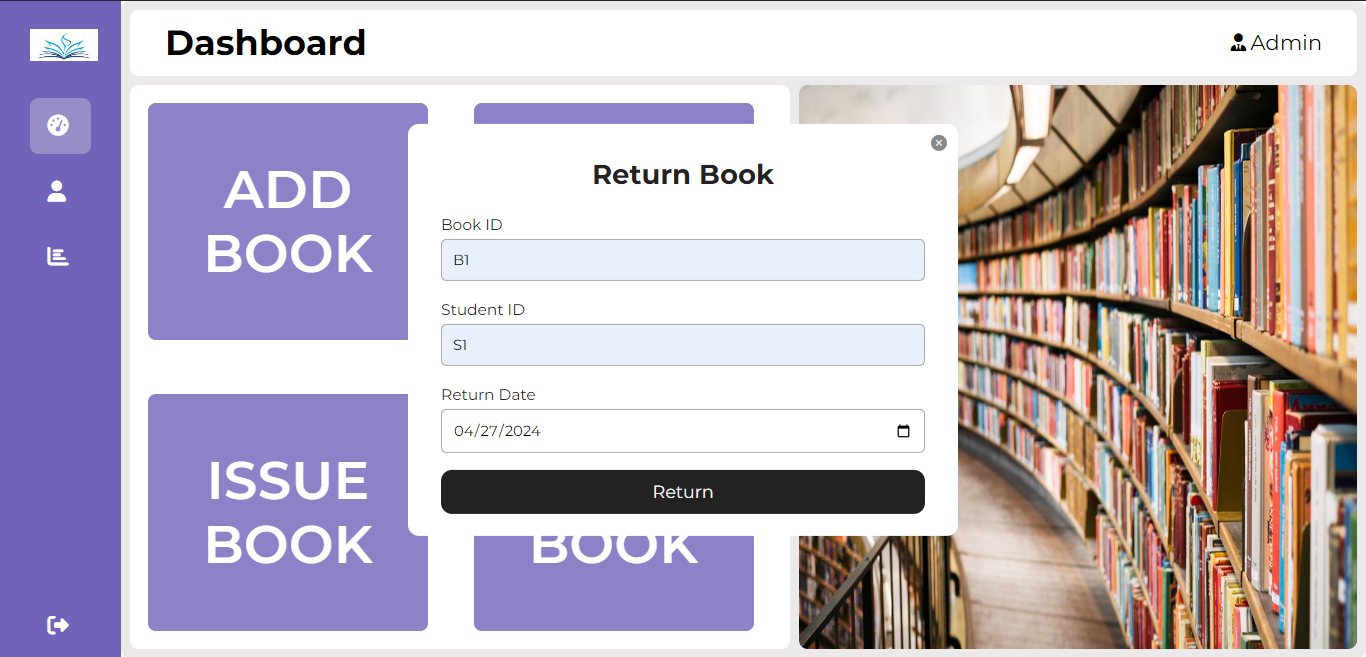 Dashboard
Admin
ADD
BOOK
Return Book
Book ID
B1
Student ID
S1
Return Date
04/27/2024
Return
ISSUE
BOOK
BOOK